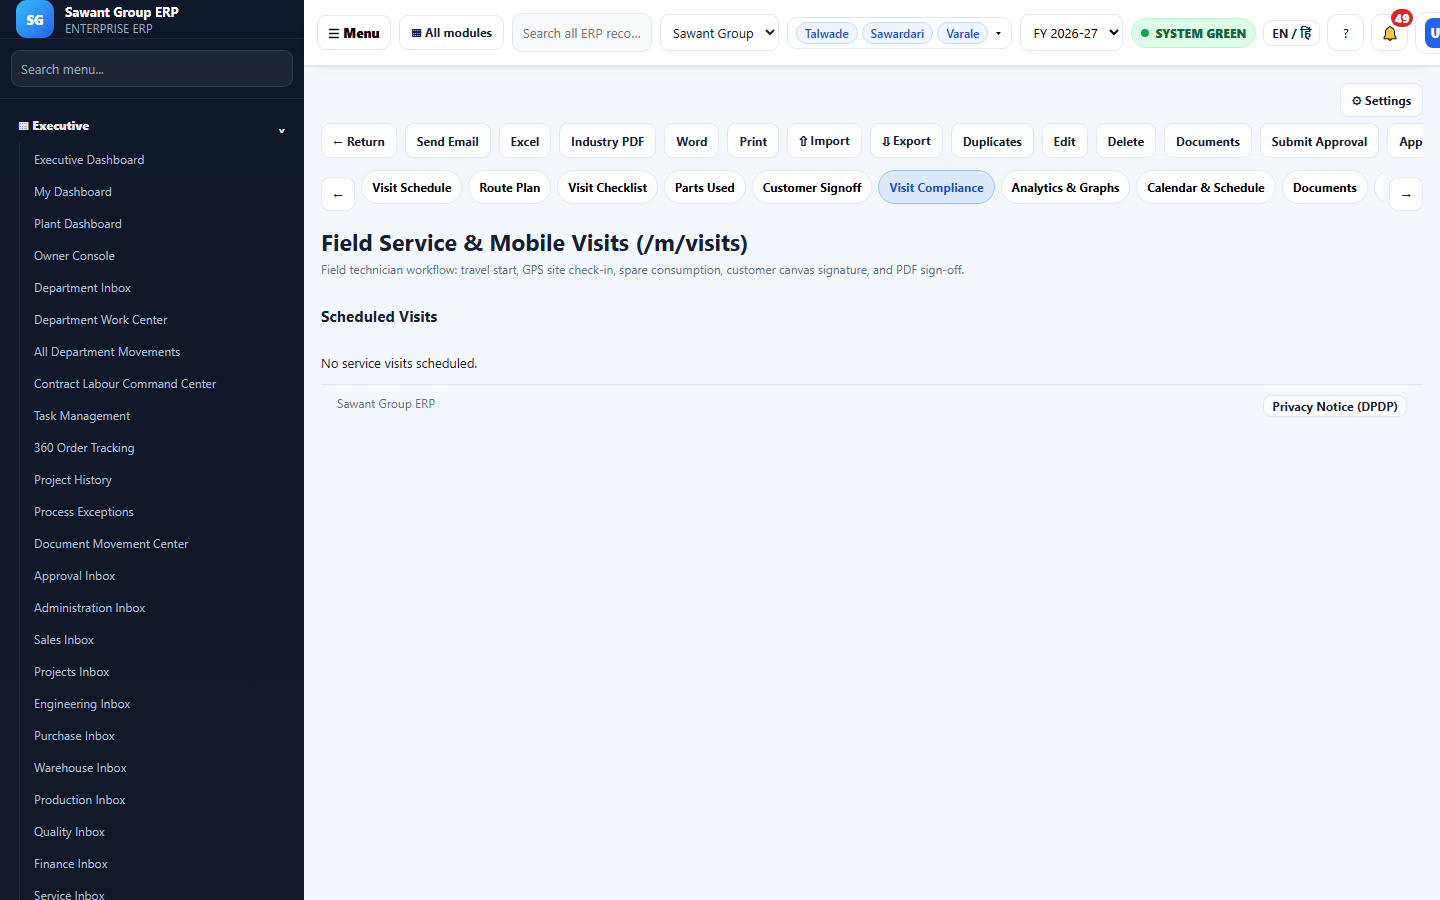 SG
Sawant Group ERP
ENTERPRISE ERP
Search menu...
Executive
Executive Dashboard
My Dashboard
Plant Dashboard
Owner Console
Department Inbox
Department Work Center
All Department Movements
Contract Labour Command Center
Task Management
360 Order Tracking
Project History
Process Exceptions
Document Movement Center
Approval Inbox
Administration Inbox
Sales Inbox
Projects Inbox
Engineering Inbox
Purchase Inbox
Warehouse Inbox
Production Inbox
Quality Inbox
Finance Inbox
Service Inbox
☰ Menu
All modules
Search all ERP reco...
Sawant Group
Talwade
Sawardari
Varale
FY 2026-27
SYSTEM GREEN
EN / हिं
?
49
U
⚙ Settings
← Return
Send Email
Excel
Industry PDF
Word
Print
⇧ Import
⇩ Export
Duplicates
Edit
Delete
Documents
Submit Approval
App
←
Visit Schedule
Route Plan
Visit Checklist
Parts Used
Customer Signoff
Visit Compliance
Analytics & Graphs
Calendar & Schedule
Documents
→
Field Service & Mobile Visits (/m/visits)
Field technician workflow: travel start, GPS site check-in, spare consumption, customer canvas signature, and PDF sign-off.
Scheduled Visits
No service visits scheduled.
Sawant Group ERP
Privacy Notice (DPDP)